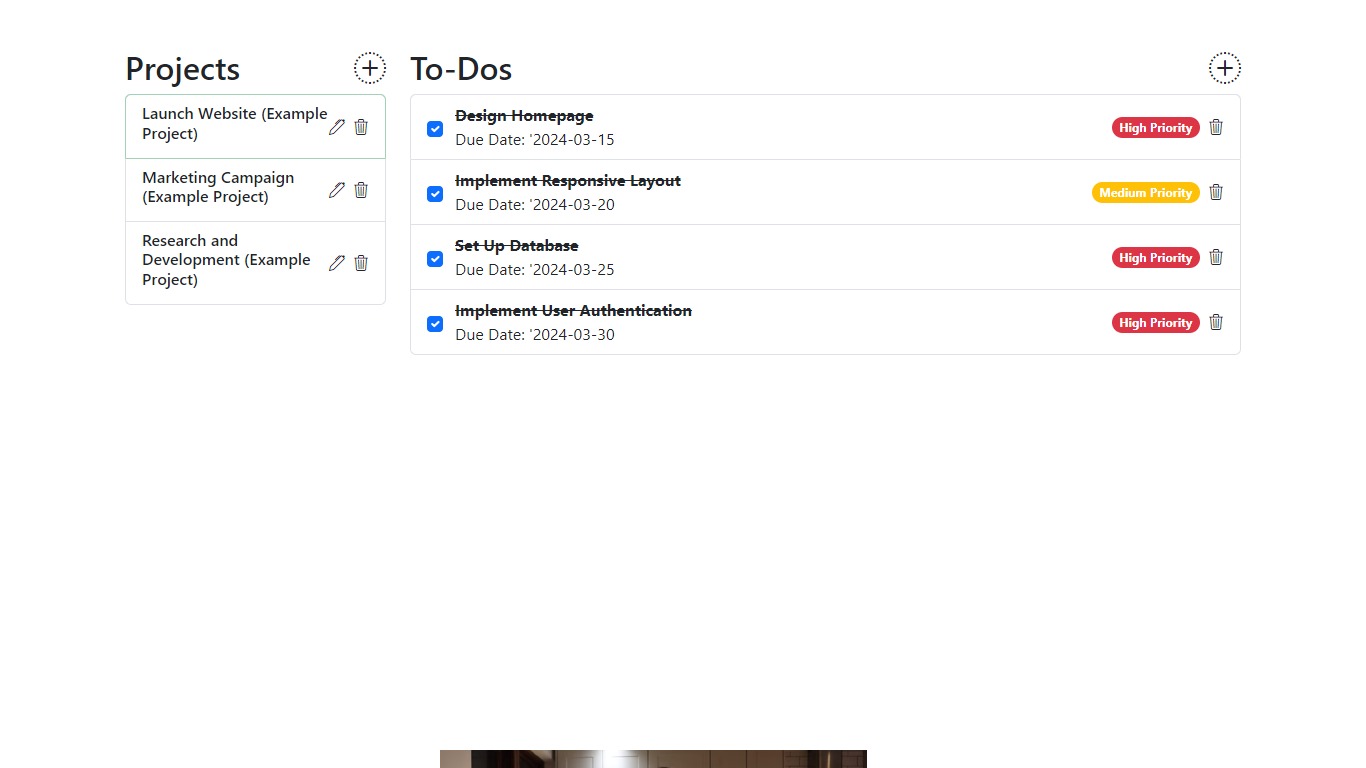 Projects
Launch Website (Example
Project)
Marketing Campaign
(Example Project)
Research and
Development (Example
Project)
To-Dos
Design Homepage
Due Date: '2024-03-15
High Priority
Implement Responsive Layout
Due Date: '2024-03-20
Medium Priority
Set Up Database
Due Date: '2024-03-25
High Priority
Implement User Authentication
Due Date: '2024-03-30
High Priority